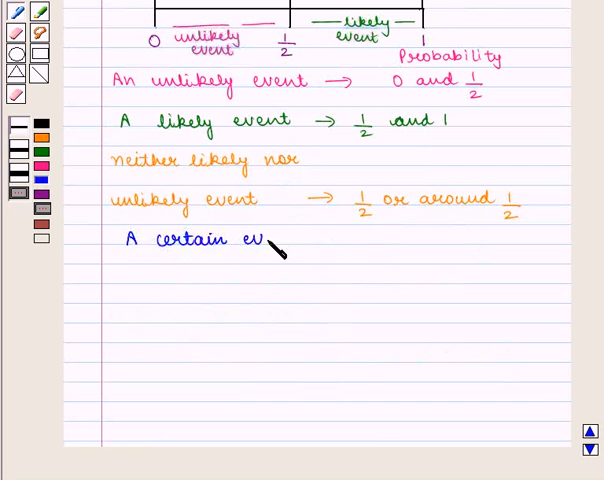 unlikely event
likely event
0 1/2 1
Probability
An unlikely event → 0 and 1/2
A likely event → 1/2 and 1
neither likely nor
unlikely event → 1/2 or around 1/2
A certain ev